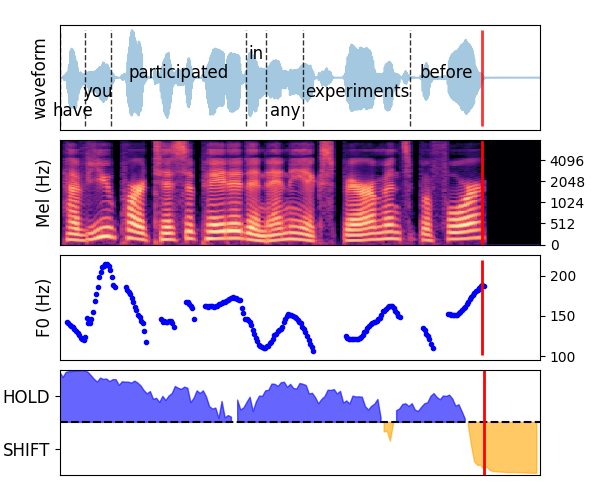 waveform
have
you
participated
in
any
experiments
before
Mel (Hz)
4096
2048
1024
512
0
F0 (Hz)
200
150
100
HOLD
SHIFT